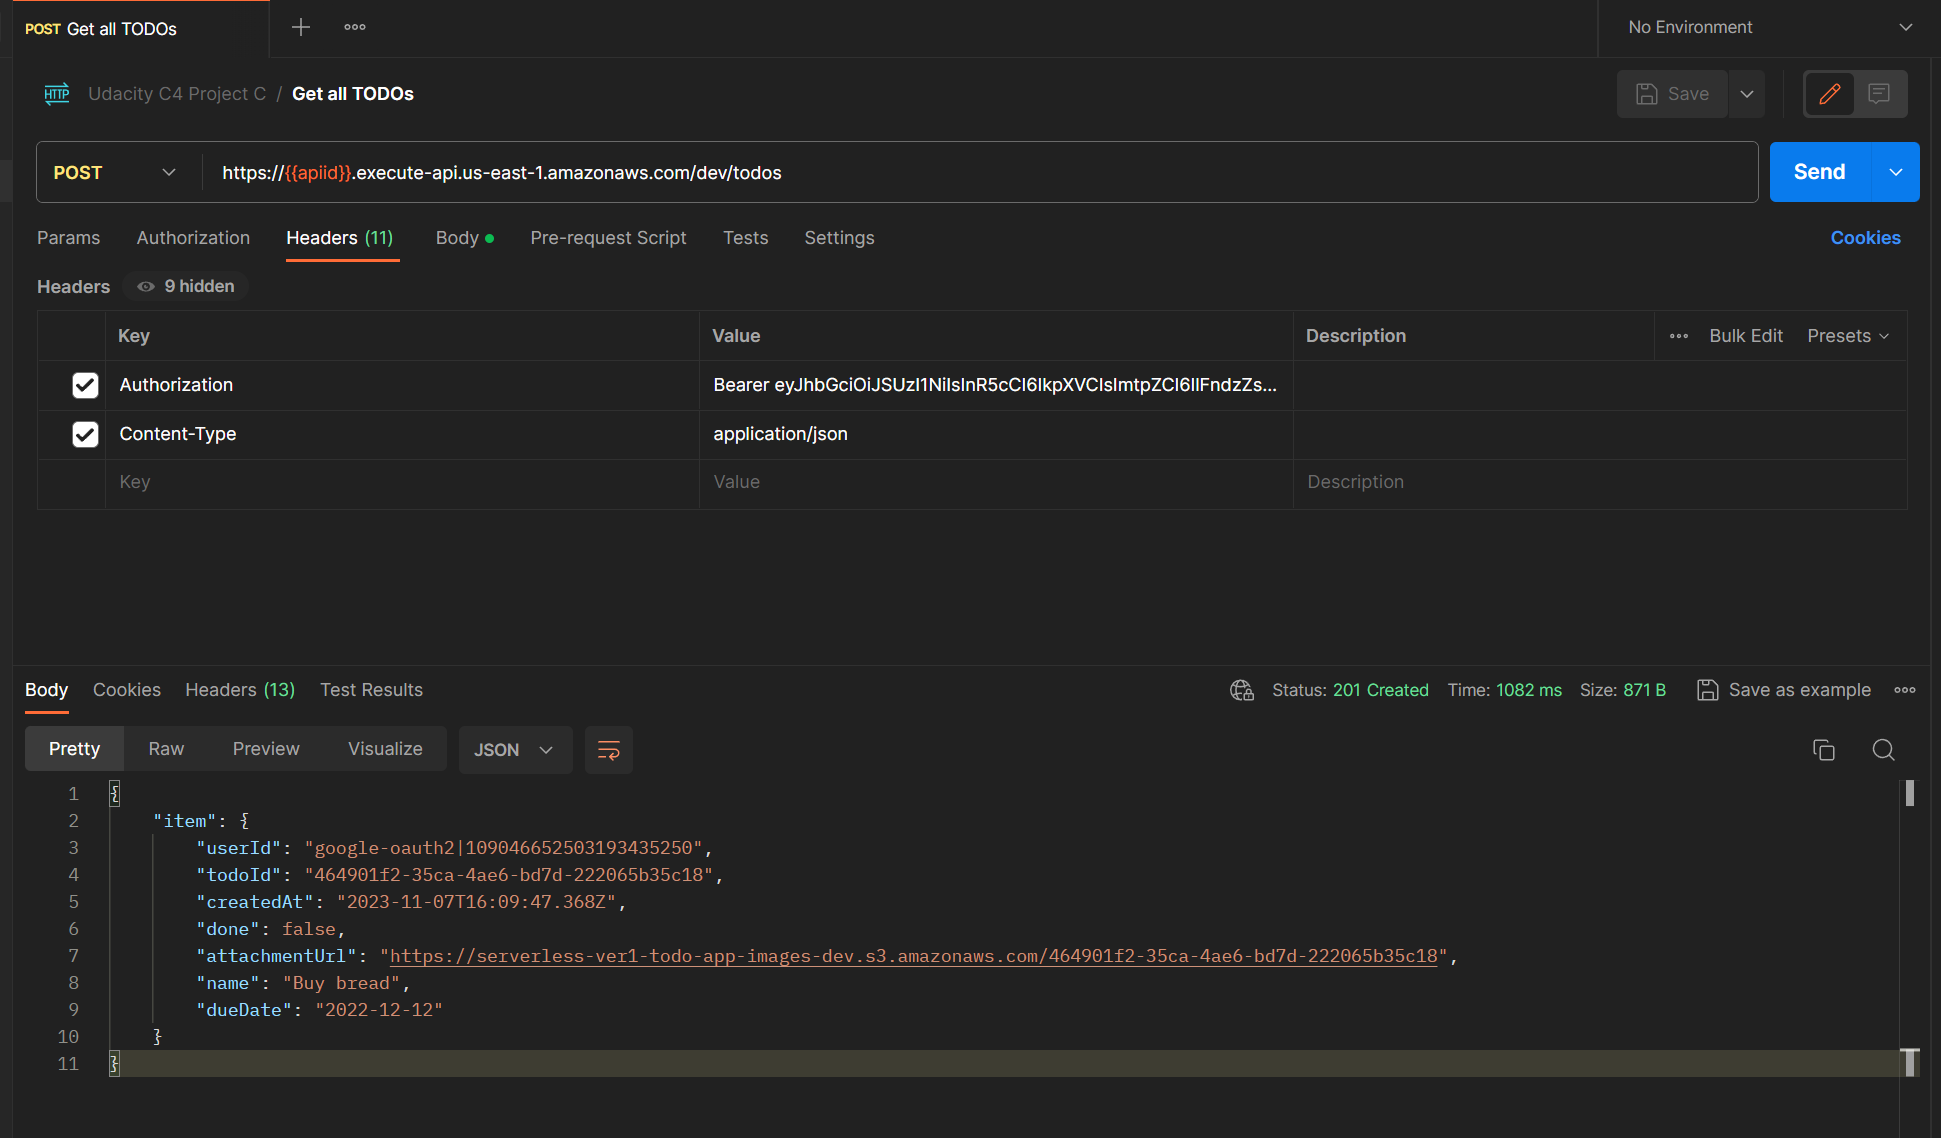 POST Get all TODOs
No Environment
HTTP Udacity C4 Project C / Get all TODOs
Save
POST
https://{{apiid}}.execute-api.us-east-1.amazonaws.com/dev/todos
Send
Params Authorization Headers (11) Body Pre-request Script Tests Settings Cookies
Headers 9 hidden
Key Value Description Bulk Edit Presets
Authorization Bearer eyJhbGciOiJSUzI1NiIsInR5cCI6IkpXVCIsImtpZCI6IlFndzZs...
Content-Type application/json
Key Value Description
Body Cookies Headers (13) Test Results Status: 201 Created Time: 1082 ms Size: 871 B Save as example
Pretty Raw Preview Visualize JSON
1 {
2 "item": {
3 "userId": "google-oauth2|109046652503193435250",
4 "todoId": "464901f2-35ca-4ae6-bd7d-222065b35c18",
5 "createdAt": "2023-11-07T16:09:47.368Z",
6 "done": false,
7 "attachmentUrl": "https://serverless-ver1-todo-app-images-dev.s3.amazonaws.com/464901f2-35ca-4ae6-bd7d-222065b35c18",
8 "name": "Buy bread",
9 "dueDate": "2022-12-12"
10 }
11 }